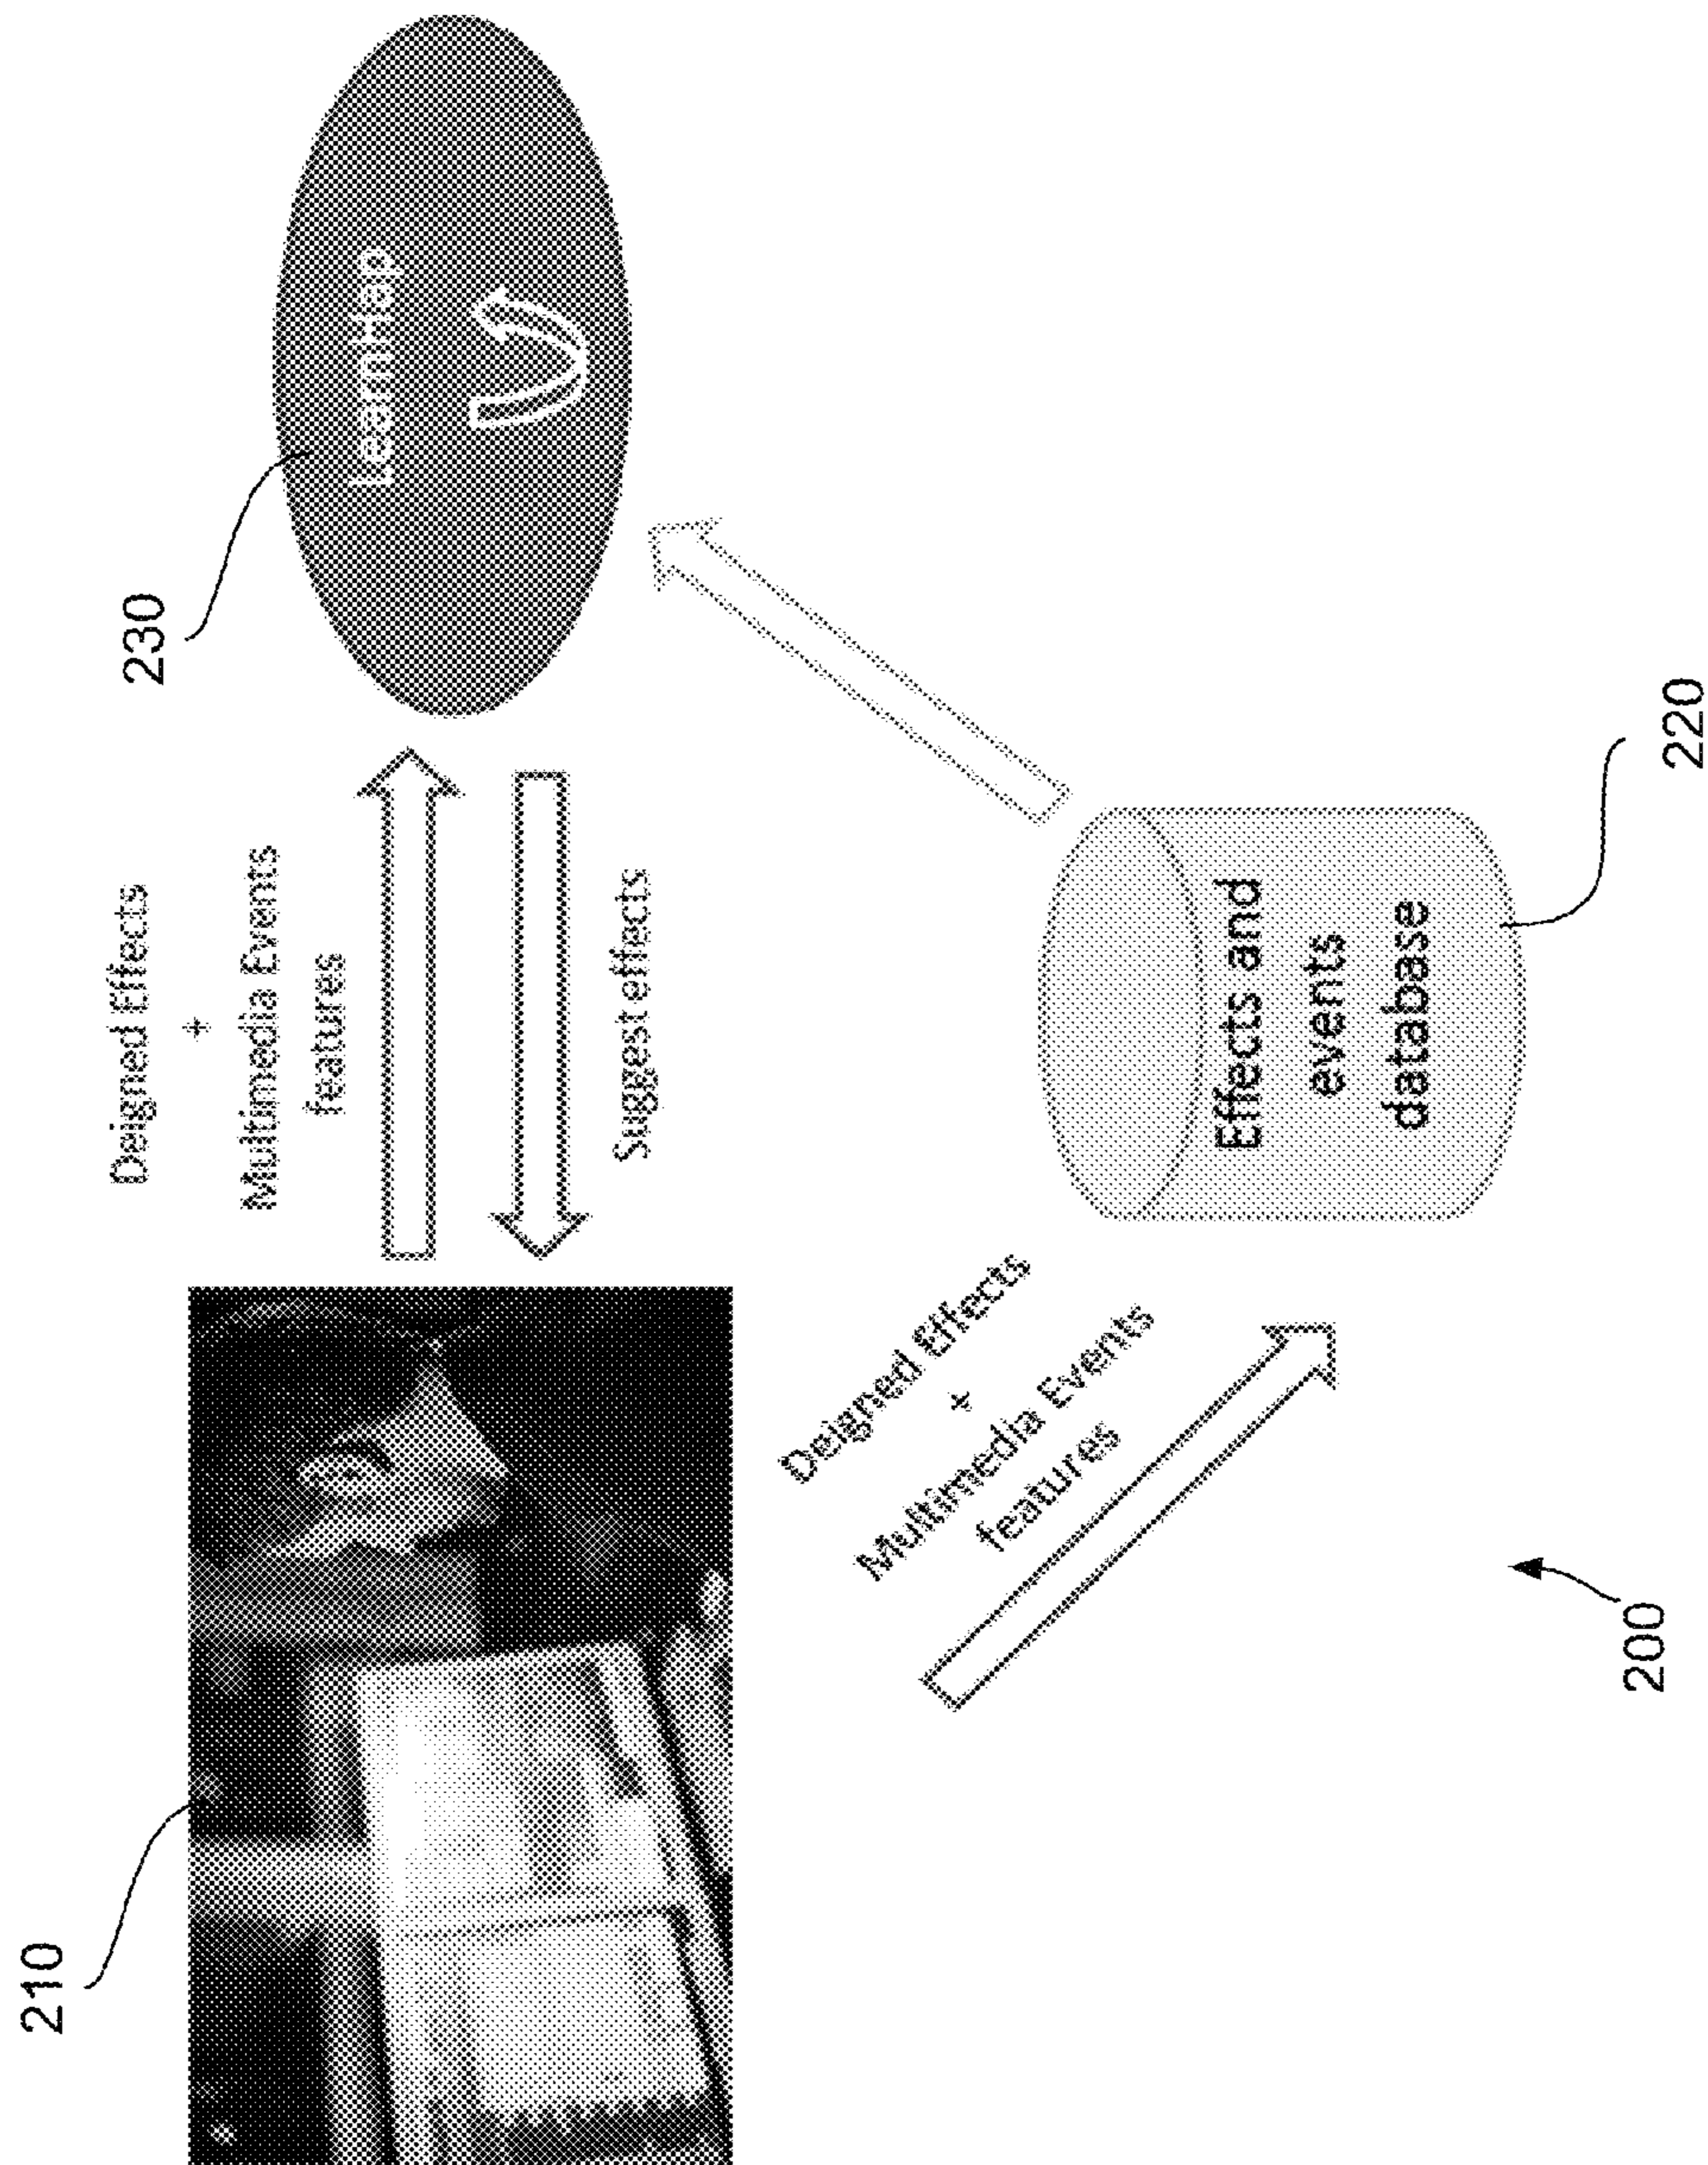 210
230
Deigned Effects
+
Multimedia Events
features
LearnHap
Suggest effects
Deigned Effects
+
Multimedia Events
features
Effects and
events
database
200
220